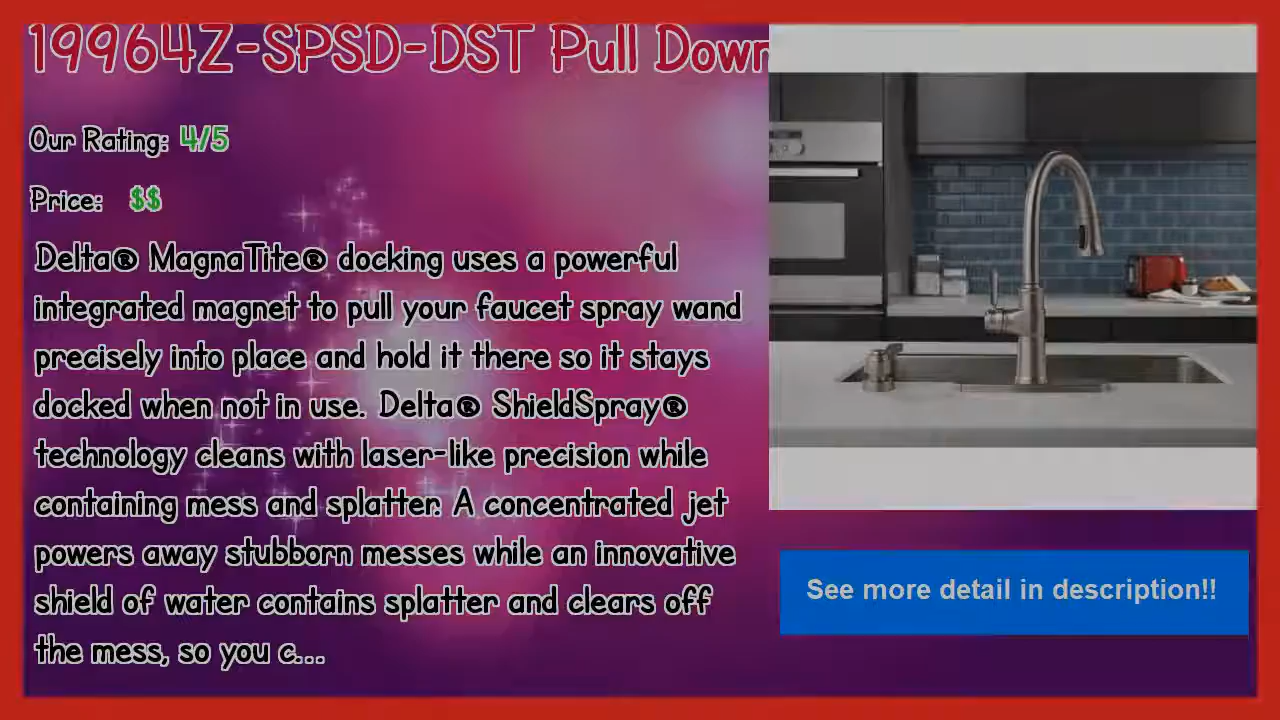 19964Z-SPSD-DST Pull Down
Our Rating: 4/5
Price: $$
Delta® MagnaTite® docking uses a powerful
integrated magnet to pull your faucet spray wand
precisely into place and hold it there so it stays
docked when not in use. Delta® ShieldSpray®
technology cleans with laser-like precision while
containing mess and splatter. A concentrated jet
powers away stubborn messes while an innovative
shield of water contains splatter and clears off
the mess, so you c...
See more detail in description!!